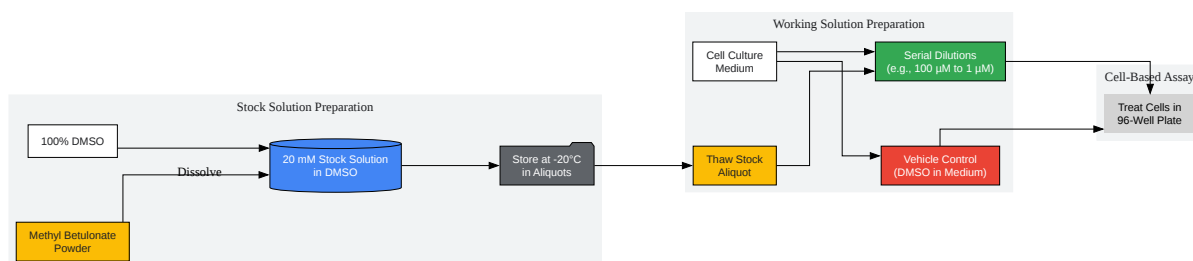 Stock Solution Preparation
100% DMSO
Dissolve
Methyl Betulonate
Powder
20 mM Stock Solution
in DMSO
Store at -20°C
in Aliquots
Working Solution Preparation
Cell Culture
Medium
Serial Dilutions
(e.g., 100 μM to 1 μM)
Thaw Stock
Aliquot
Vehicle Control
(DMSO in Medium)
Cell-Based Assay
Treat Cells in
96-Well Plate